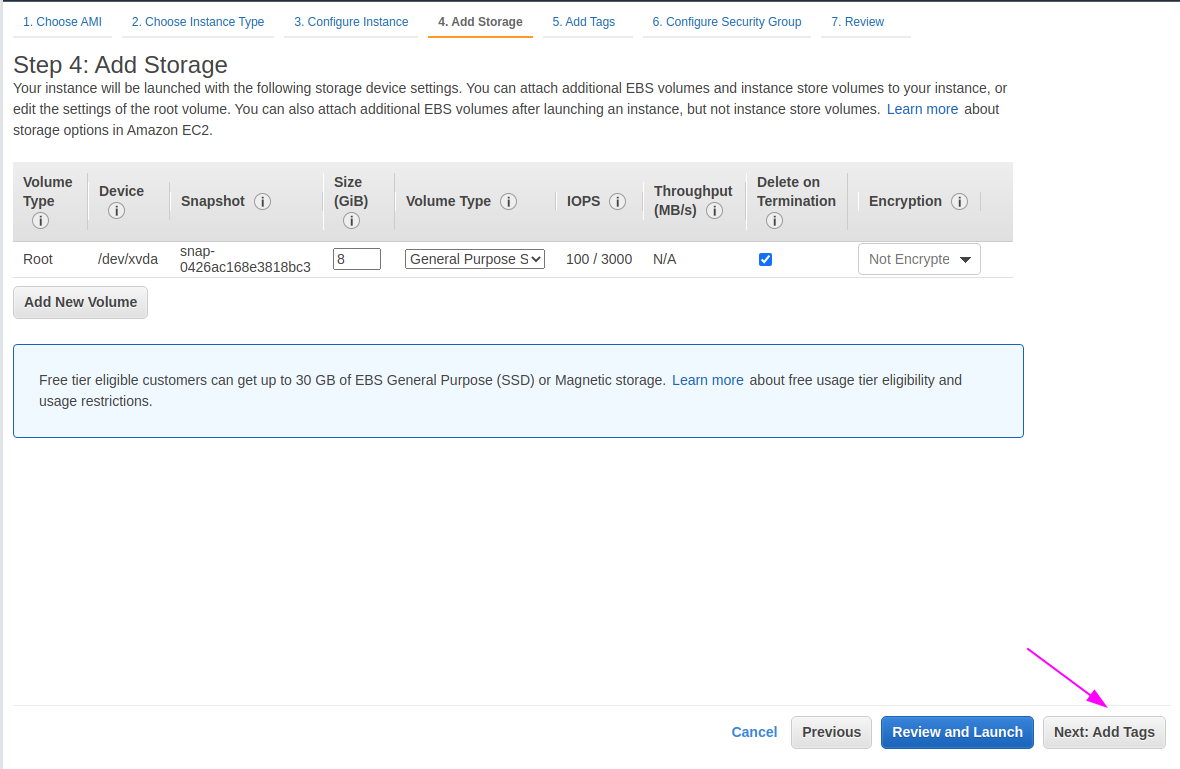 1. Choose AMI 2. Choose Instance Type 3. Configure Instance 4. Add Storage 5. Add Tags 6. Configure Security Group 7. Review
Step 4: Add Storage
Your instance will be launched with the following storage device settings. You can attach additional EBS volumes and instance store volumes to your instance, or
edit the settings of the root volume. You can also attach additional EBS volumes after launching an instance, but not instance store volumes. Learn more about
storage options in Amazon EC2.
Volume
Type
i
Device
i
Snapshot i
Size
(GiB)
i
Volume Type i
IOPS i
Throughput
(MB/s) i
Delete on
Termination
i
Encryption i
Root
/dev/xvda
snap-
0426ac168e3818bc3
8
General Purpose S
100 / 3000
N/A
Not Encrypte
Add New Volume
Free tier eligible customers can get up to 30 GB of EBS General Purpose (SSD) or Magnetic storage. Learn more about free usage tier eligibility and
usage restrictions.
Cancel Previous Review and Launch Next: Add Tags